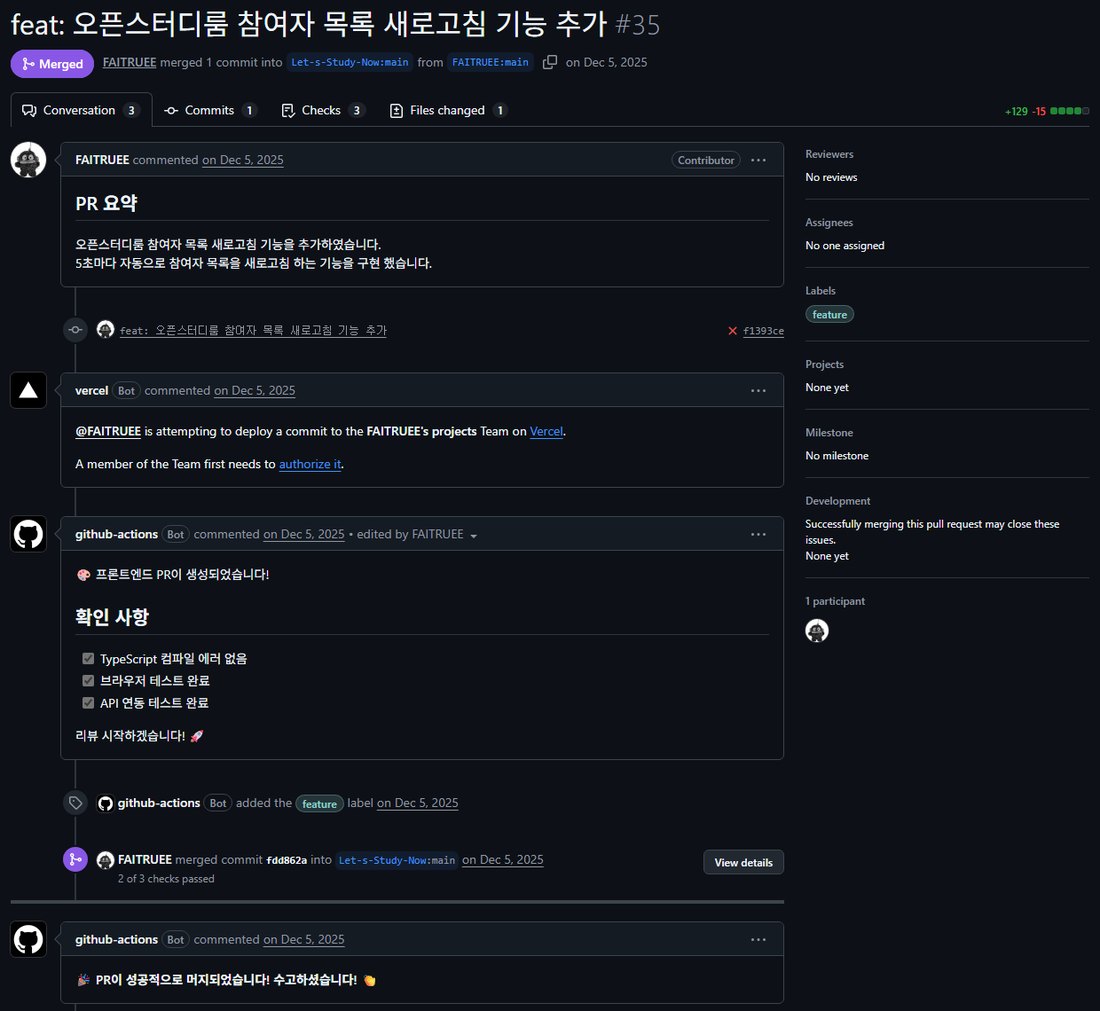 feat: 오픈스터디룸 참여자 목록 새로고침 기능 추가 #35
Merged FAITRUEE merged 1 commit into Let-s-Study-Now:main from FAITRUEE:main on Dec 5, 2025
Conversation 3 Commits 1 Checks 3 Files changed 1 +129 -15
FAITRUEE commented on Dec 5, 2025 Contributor
PR 요약
오픈스터디룸 참여자 목록 새로고침 기능을 추가하였습니다.
5초마다 자동으로 참여자 목록을 새로고침 하는 기능을 구현 했습니다.
feat: 오픈스터디룸 참여자 목록 새로고침 기능 추가 f1393ce
vercel Bot commented on Dec 5, 2025
@FAITRUEE is attempting to deploy a commit to the FAITRUEE's projects Team on Vercel.
A member of the Team first needs to authorize it.
github-actions Bot commented on Dec 5, 2025 • edited by FAITRUEE
🎨 프론트엔드 PR이 생성되었습니다!
확인 사항
TypeScript 컴파일 에러 없음
브라우저 테스트 완료
API 연동 테스트 완료
리뷰 시작하겠습니다! 🚀
github-actions Bot added the feature label on Dec 5, 2025
FAITRUEE merged commit fdd862a into Let-s-Study-Now:main on Dec 5, 2025 View details
2 of 3 checks passed
github-actions Bot commented on Dec 5, 2025
🎉 PR이 성공적으로 머지되었습니다! 수고하셨습니다! 👏
Reviewers
No reviews
Assignees
No one assigned
Labels
feature
Projects
None yet
Milestone
No milestone
Development
Successfully merging this pull request may close these
issues.
None yet
1 participant